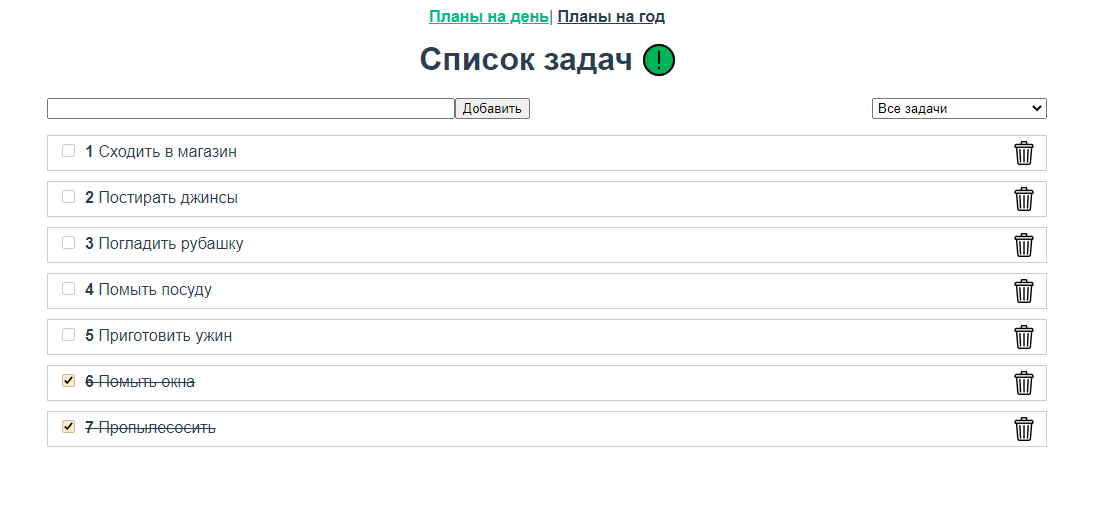 Планы на день| Планы на год
Список задач !
Добавить Все задачи
1 Сходить в магазин
2 Постирать джинсы
3 Погладить рубашку
4 Помыть посуду
5 Приготовить ужин
6 Помыть окна
7 Пропылесосить